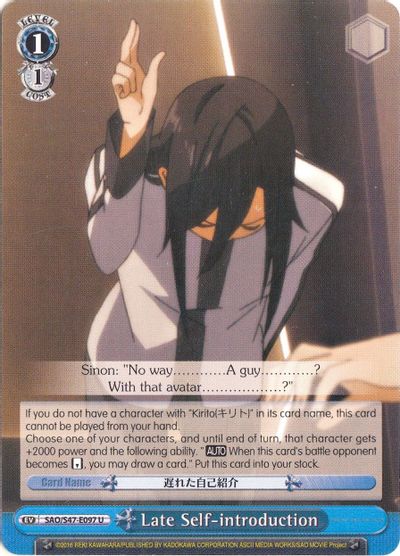 LEVEL
1
1
COST
Sinon: "No way…………A guy…………?
With that avatar………………?"
If you do not have a character with "Kirito(キリト)" in its card name, this card
cannot be played from your hand.
Choose one of your characters, and until end of turn, that character gets
+2000 power and the following ability. "AUTO When this card's battle opponent
becomes, you may draw a card." Put this card into your stock.
Card Name 遅れた自己紹介
EV SAO/S47-E097 U Late Self-introduction
©2016 REKI KAWAHARA/PUBLISHED BY KADOKAWA CORPORATION ASCII MEDIA WORKS/SAO MOVIE Project